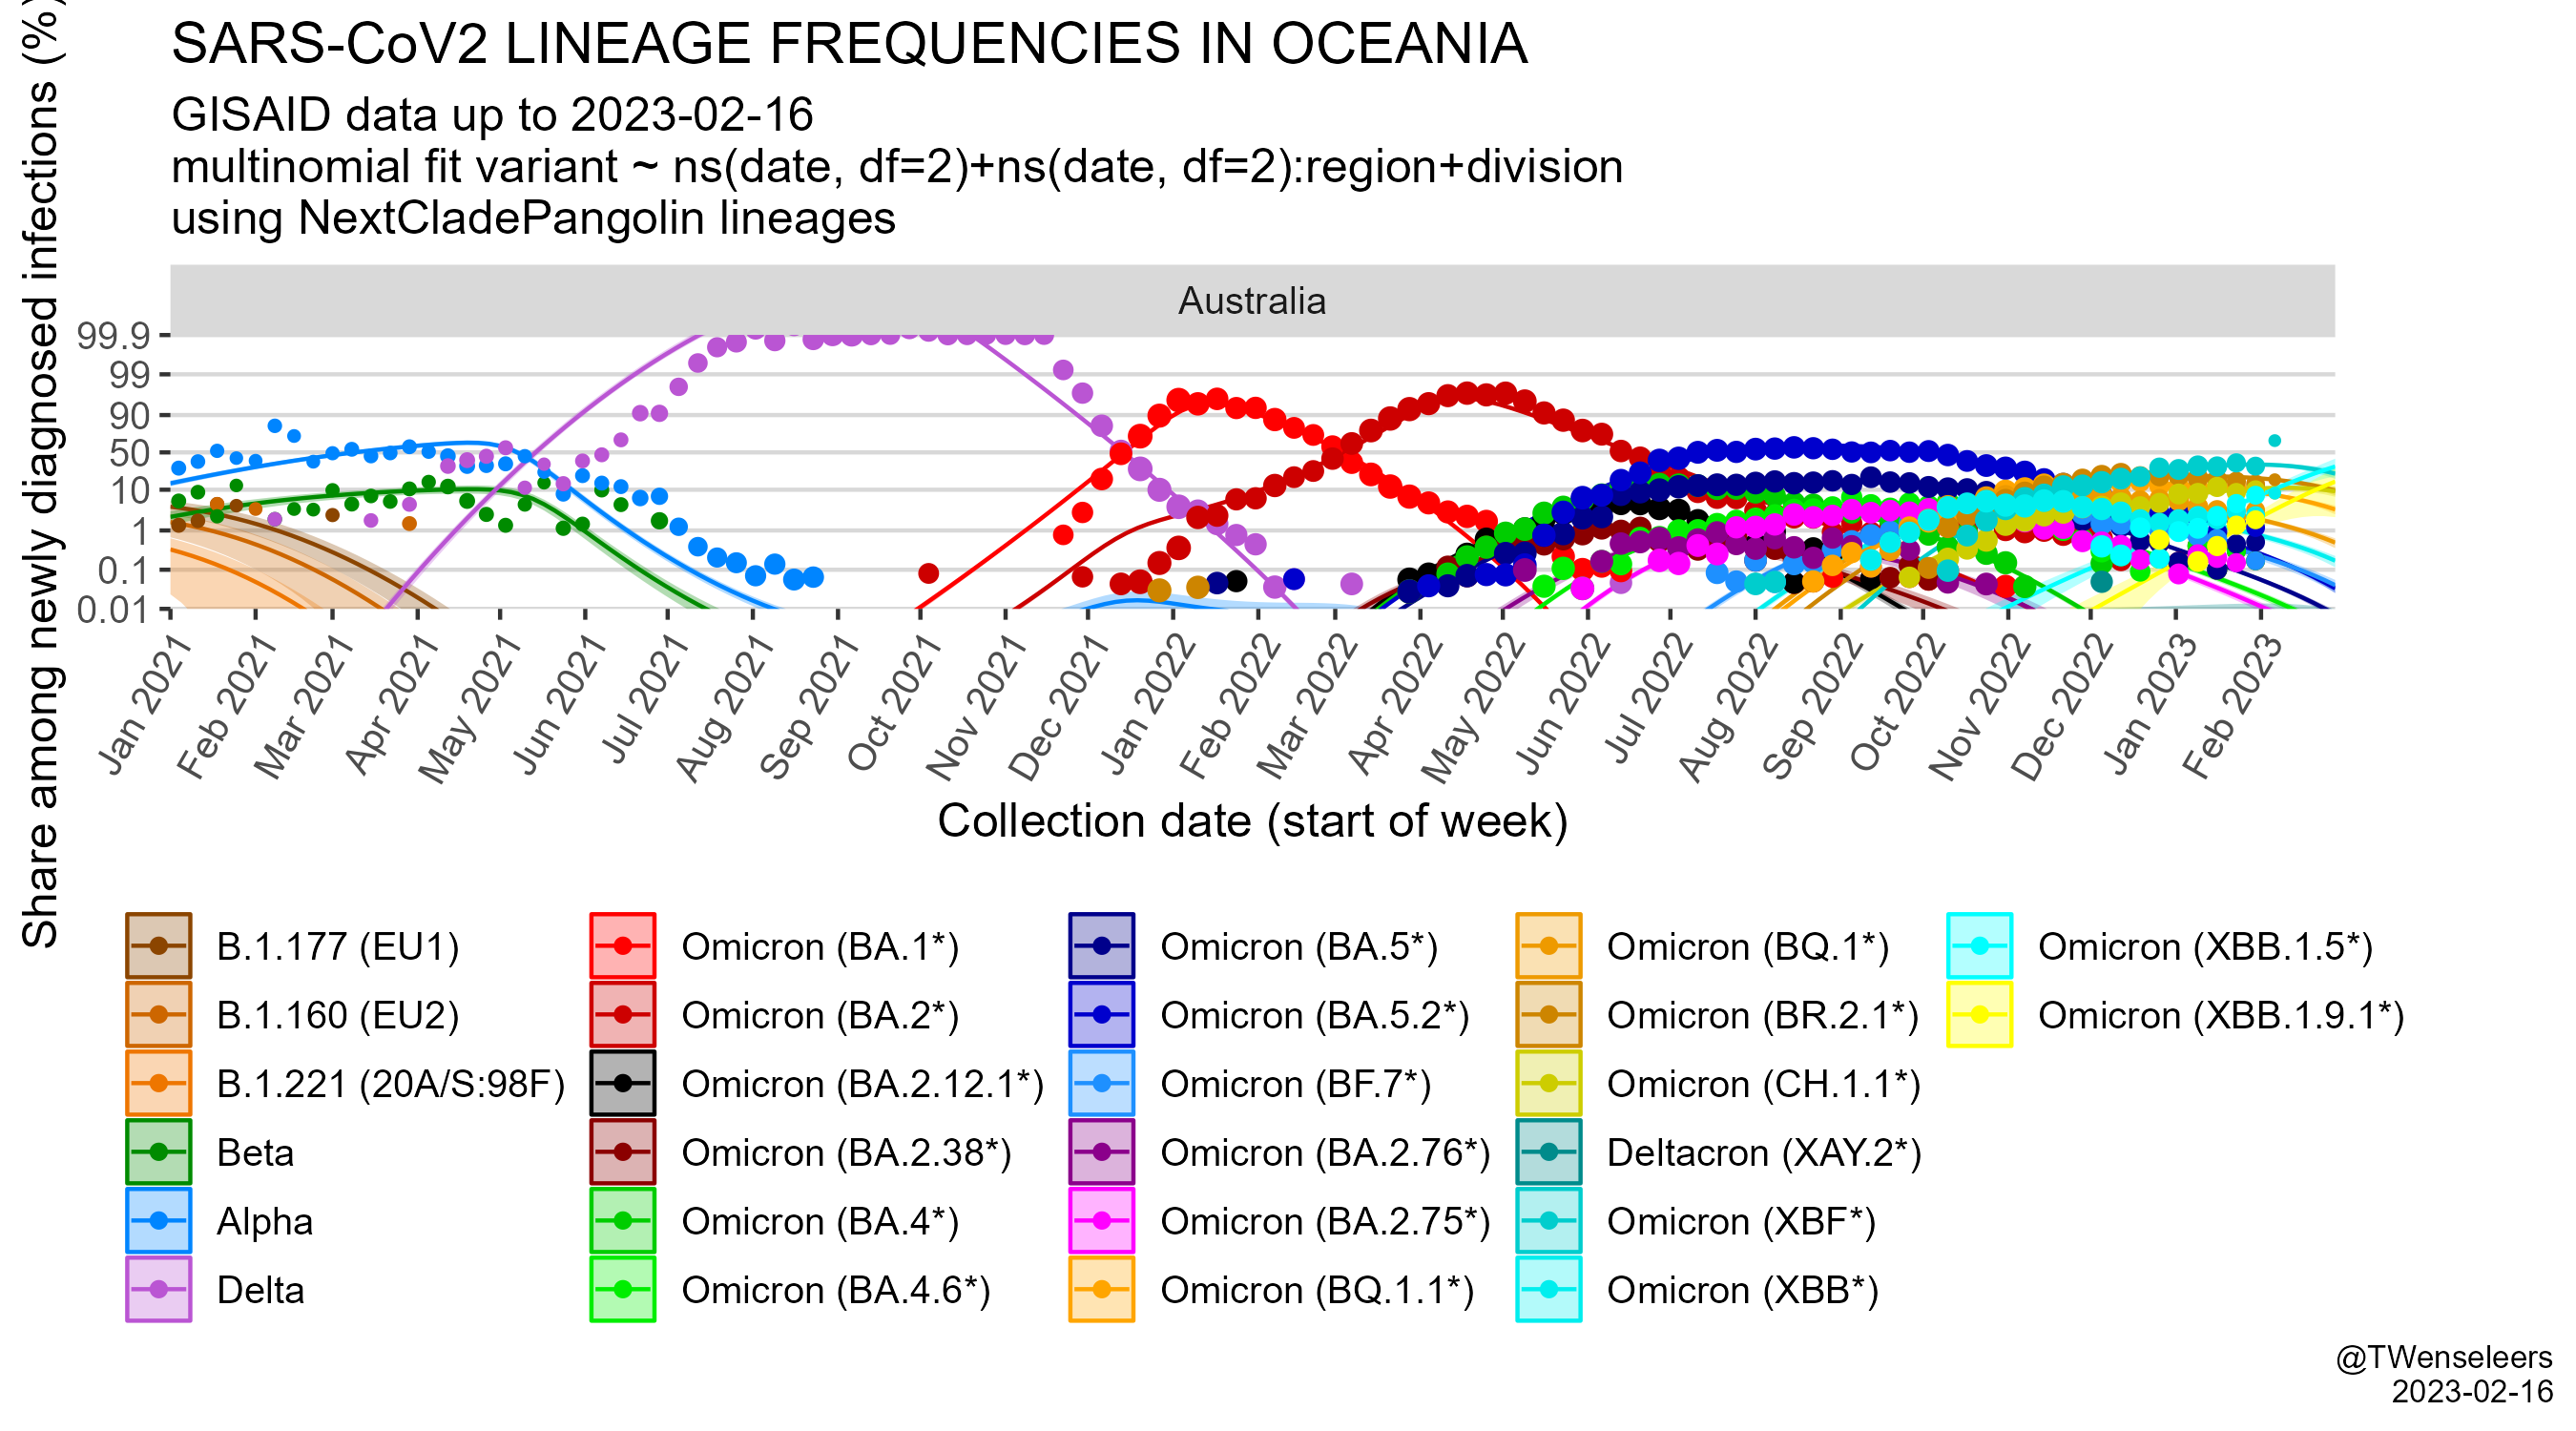 SARS-CoV2 LINEAGE FREQUENCIES IN OCEANIA
GISAID data up to 2023-02-16
multinomial fit variant ~ ns(date, df=2)+ns(date, df=2):region+division
using NextCladePangolin lineages
Share among newly diagnosed infections (%)
Australia
99.9
99
90
50
10
1
0.1
0.01
Jan 2021
Feb 2021
Mar 2021
Apr 2021
May 2021
Jun 2021
Jul 2021
Aug 2021
Sep 2021
Oct 2021
Nov 2021
Dec 2021
Jan 2022
Feb 2022
Mar 2022
Apr 2022
May 2022
Jun 2022
Jul 2022
Aug 2022
Sep 2022
Oct 2022
Nov 2022
Dec 2022
Jan 2023
Feb 2023
Collection date (start of week)
B.1.177 (EU1)
B.1.160 (EU2)
B.1.221 (20A/S:98F)
Beta
Alpha
Delta
Omicron (BA.1*)
Omicron (BA.2*)
Omicron (BA.2.12.1*)
Omicron (BA.2.38*)
Omicron (BA.4*)
Omicron (BA.4.6*)
Omicron (BA.5*)
Omicron (BA.5.2*)
Omicron (BF.7*)
Omicron (BA.2.76*)
Omicron (BA.2.75*)
Omicron (BQ.1.1*)
Omicron (BQ.1*)
Omicron (BR.2.1*)
Omicron (CH.1.1*)
Deltacron (XAY.2*)
Omicron (XBF*)
Omicron (XBB*)
Omicron (XBB.1.5*)
Omicron (XBB.1.9.1*)
@TWenseleers
2023-02-16